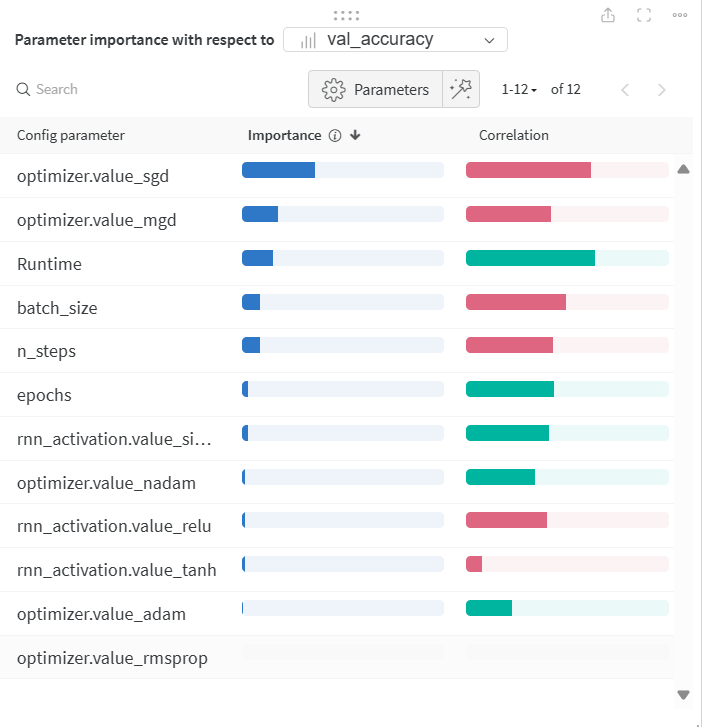 Parameter importance with respect to val_accuracy
Search Parameters 1-12 of 12
Config parameter Importance Correlation
optimizer.value_sgd
optimizer.value_mgd
Runtime
batch_size
n_steps
epochs
rnn_activation.value_si...
optimizer.value_nadam
rnn_activation.value_relu
rnn_activation.value_tanh
optimizer.value_adam
optimizer.value_rmsprop